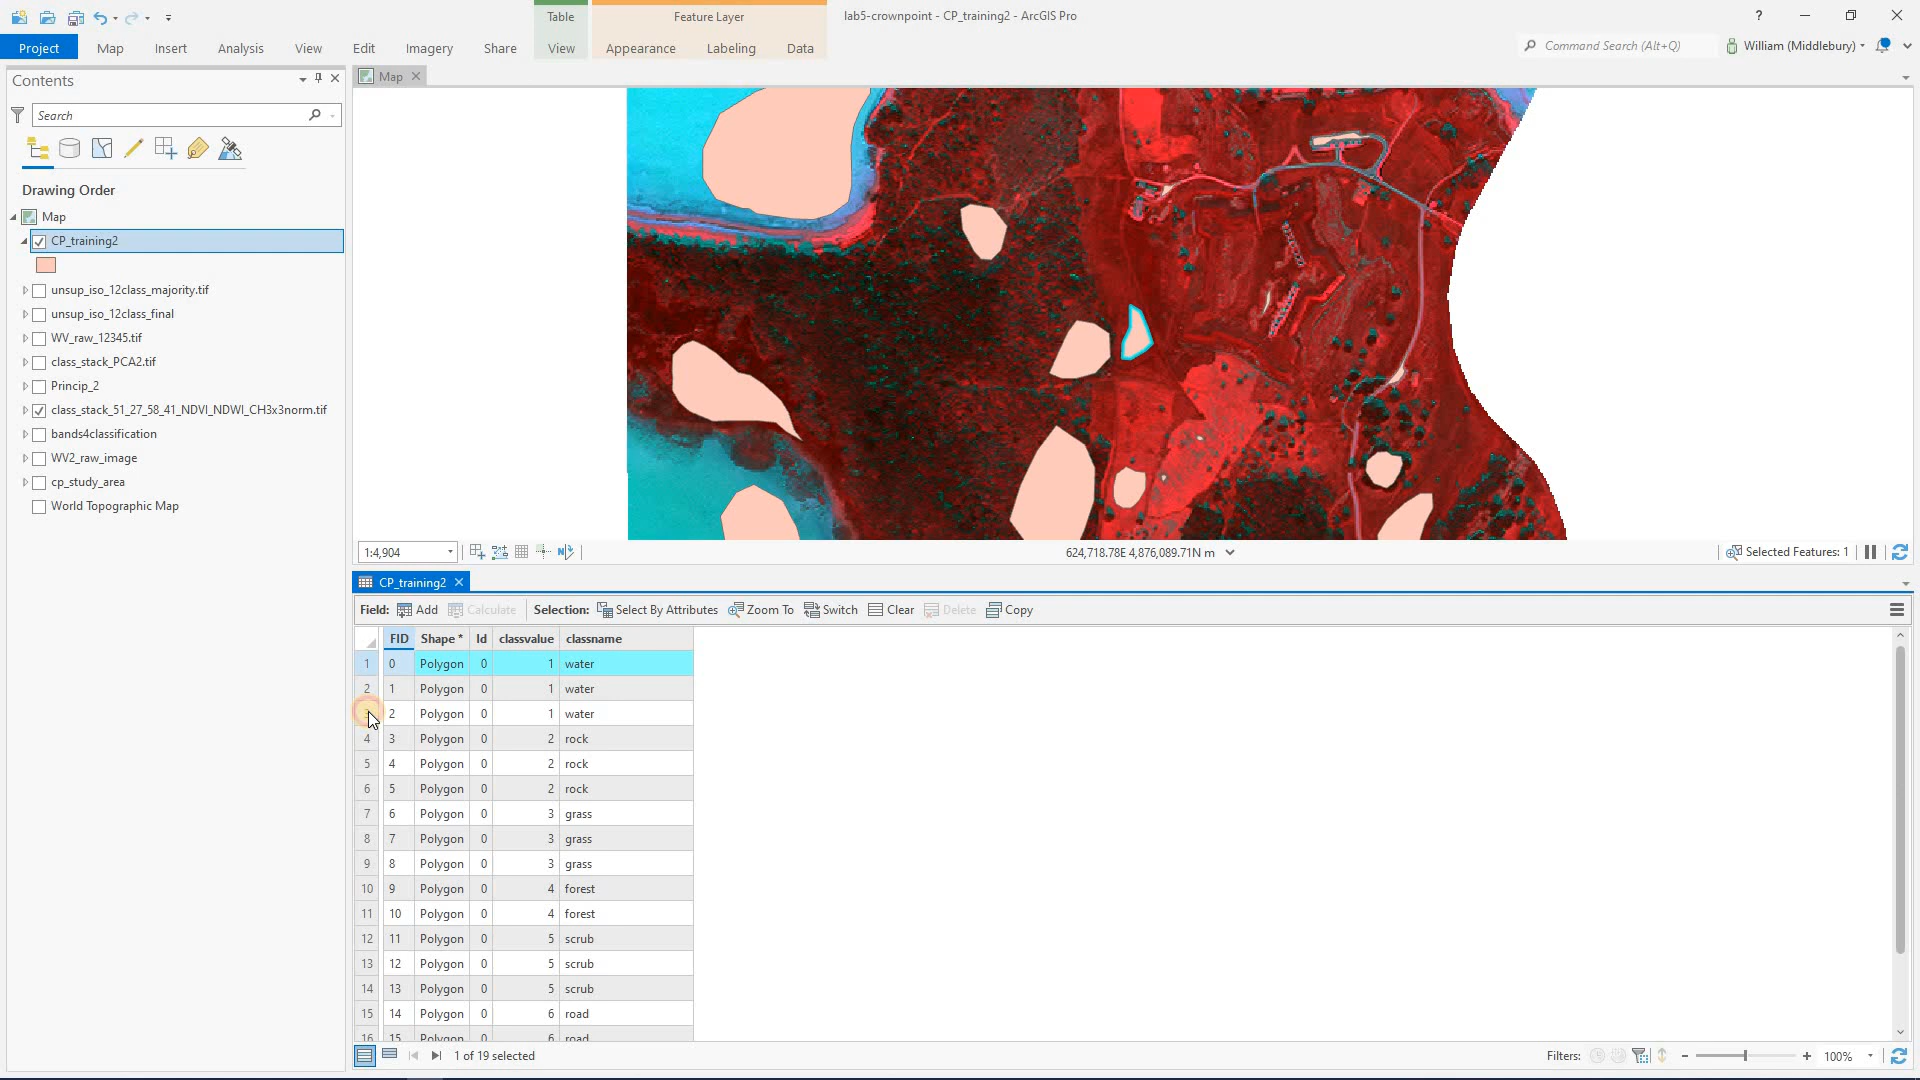 Table
Feature Layer
lab5-crownpoint - CP_training2 - ArcGIS Pro
?
Project
Map
Insert
Analysis
View
Edit
Imagery
Share
View
Appearance
Labeling
Data
Command Search (Alt+Q)
William (Middlebury)
Contents
Map
Search
Drawing Order
Map
CP_training2
unsup_iso_12class_majority.tif
unsup_iso_12class_final
WV_raw_12345.tif
class_stack_PCA2.tif
Princip_2
class_stack_51_27_58_41_NDVI_NDWI_CH3x3norm.tif
bands4classification
WV2_raw_image
cp_study_area
World Topographic Map
1:4,904
624,718.78E 4,876,089.71N m
Selected Features: 1
CP_training2
Field: Add Calculate Selection: Select By Attributes Zoom To Switch Clear Delete Copy
FID Shape * Id classvalue classname
1 0 Polygon 0 1 water
2 1 Polygon 0 1 water
2 Polygon 0 1 water
4 3 Polygon 0 2 rock
5 4 Polygon 0 2 rock
6 5 Polygon 0 2 rock
7 6 Polygon 0 3 grass
8 7 Polygon 0 3 grass
9 8 Polygon 0 3 grass
10 9 Polygon 0 4 forest
11 10 Polygon 0 4 forest
12 11 Polygon 0 5 scrub
13 12 Polygon 0 5 scrub
14 13 Polygon 0 5 scrub
15 14 Polygon 0 6 road
16 15 Polygon 0 6 road
1 of 19 selected
Filters:
100%